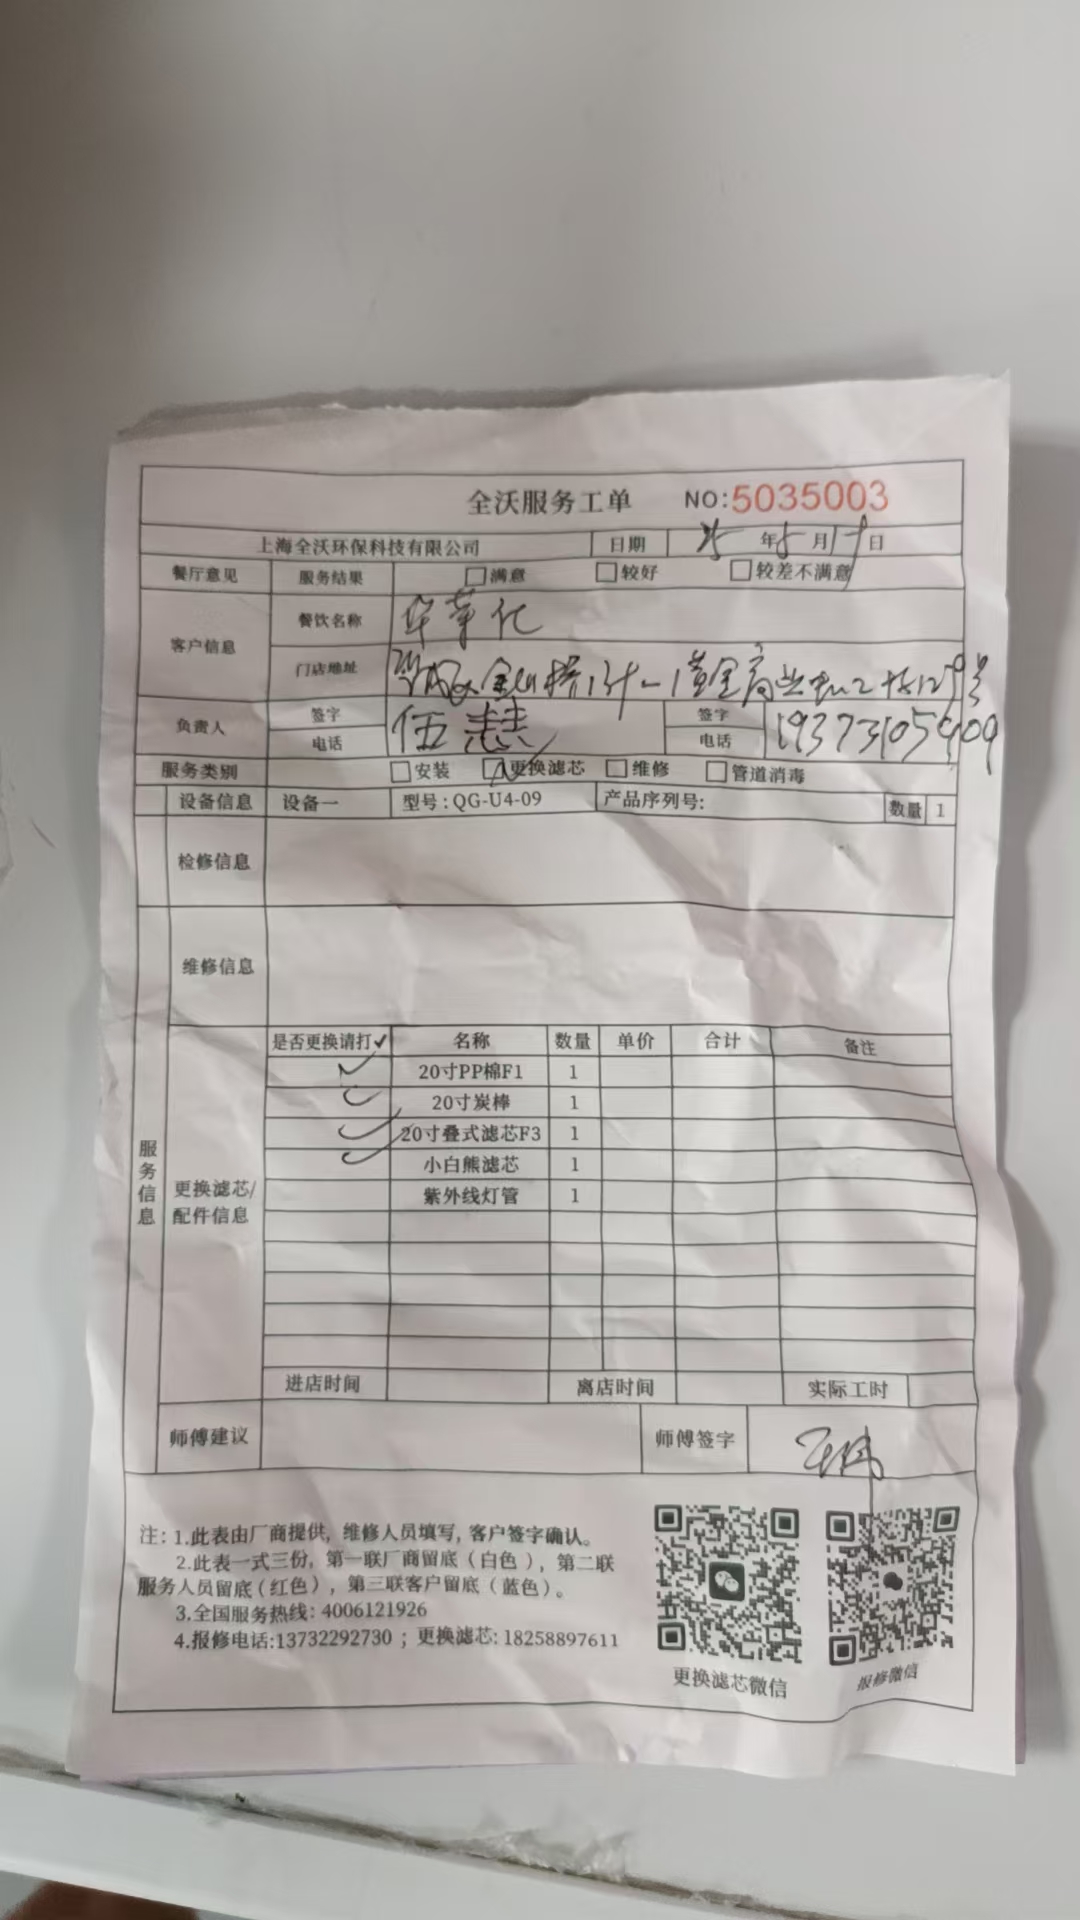 全沃服务工单 NO:5035003
上海全沃环保科技有限公司 日期 25 年 5 月 19 日
餐厅意见 服务结果 满意 较好 较差不满意
客户信息 餐饮名称 华莱仕
门店地址
负责人 签字 伍 签字
电话 电话 19373105909
服务类别 安装 更换滤芯 维修 管道消毒
设备信息 设备一 型号:QG-U4-09 产品序列号: 数量 1
检修信息
维修信息
服务信息
更换滤芯/
配件信息
是否更换请打✓ 名称 数量 单价 合计 备注
✓ 20寸PP棉F1 1
✓ 20寸炭棒 1
✓ 20寸叠式滤芯F3 1
✓ 小白熊滤芯 1
紫外线灯管 1
进店时间 离店时间 实际工时
师傅建议 师傅签字
注: 1.此表由厂商提供, 维修人员填写, 客户签字确认。
2.此表一式三份, 第一联厂商留底(白色), 第二联
服务人员留底(红色), 第三联客户留底(蓝色)。
3.全国服务热线: 4006121926
4.报修电话:13732292730 ; 更换滤芯: 18258897611
更换滤芯微信 报修微信